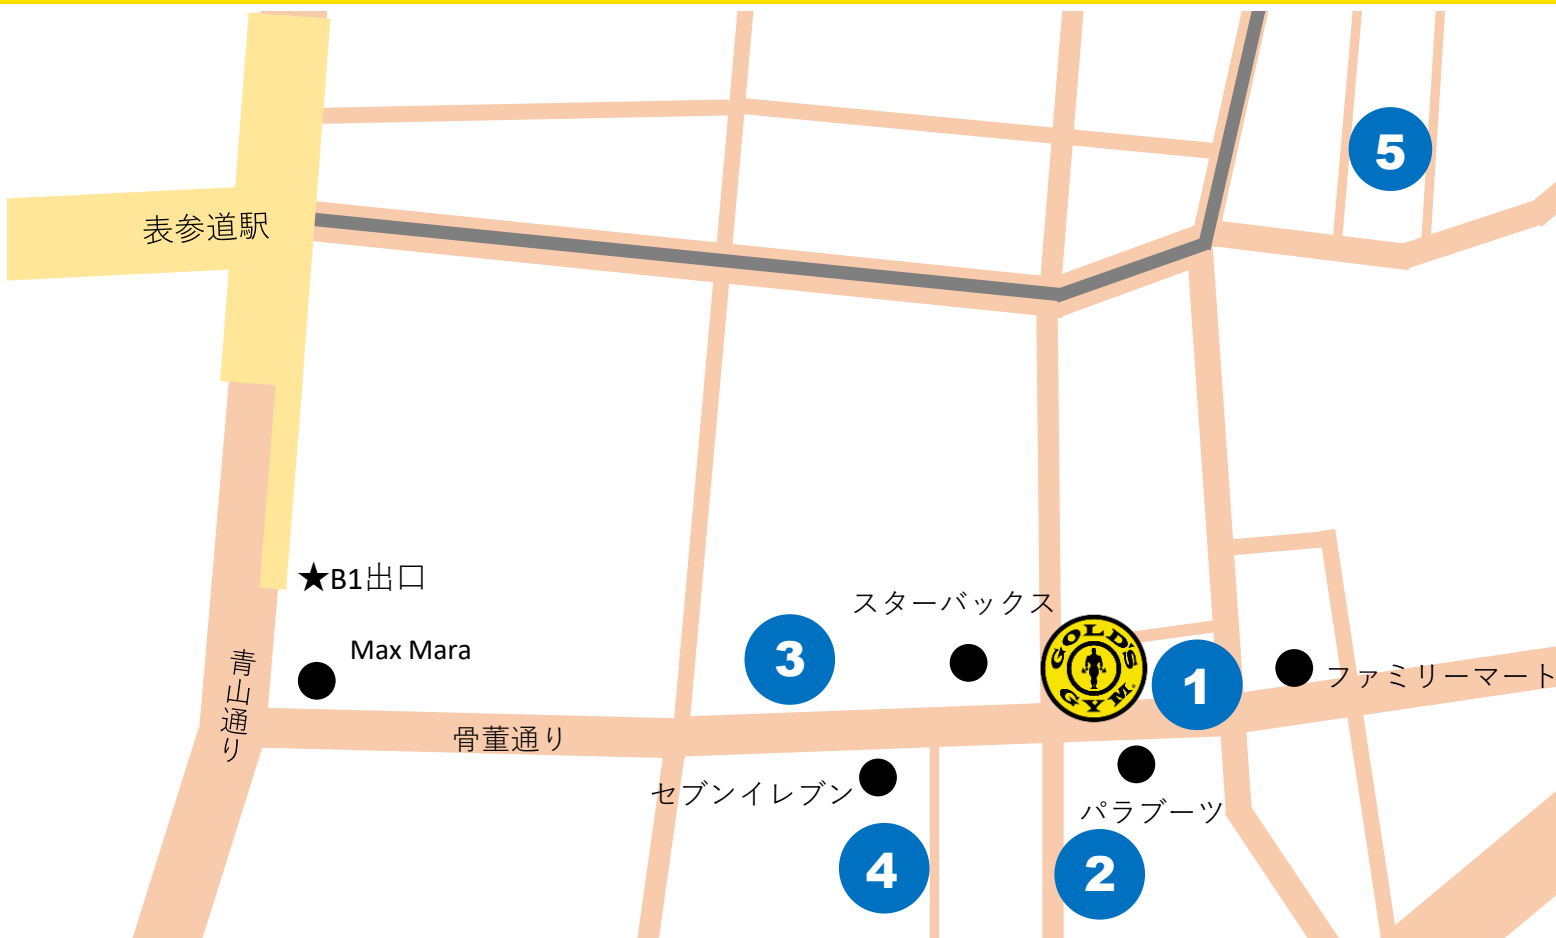 5
表参道駅
★B1出口
スターバックス
Max Mara
3
GOLD'S
GYM
1
ファミリーマート
青山通り
骨董通り
セブンイレブン
パラブーツ
4
2